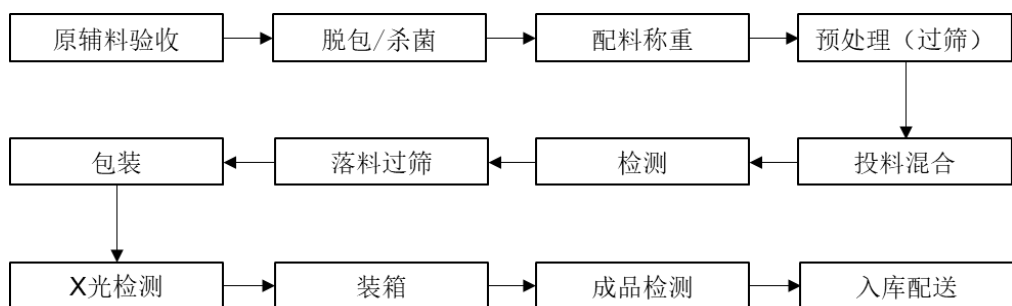 原辅料验收
脱包/杀菌
配料称重
预处理（过筛）
投料混合
检测
落料过筛
包装
X光检测
装箱
成品检测
入库配送